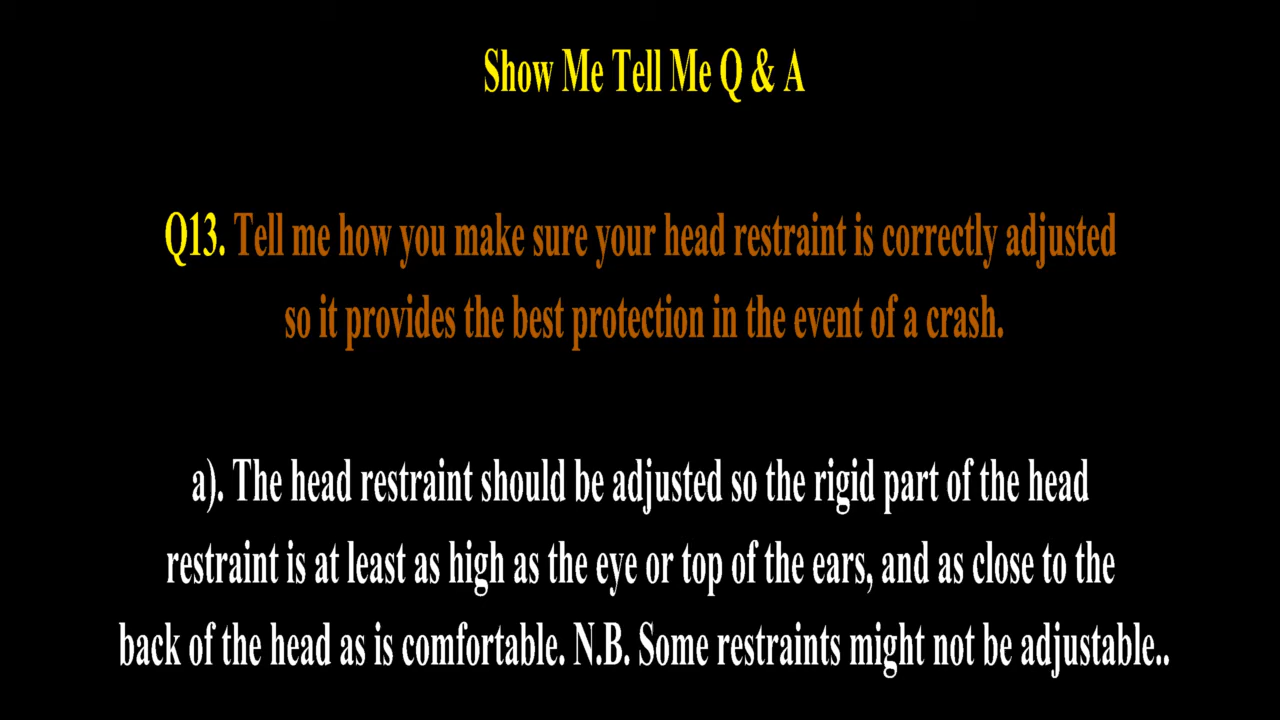 Show Me Tell Me Q & A
Q13. Tell me how you make sure your head restraint is correctly adjusted
so it provides the best protection in the event of a crash.
a). The head restraint should be adjusted so the rigid part of the head
restraint is at least as high as the eye or top of the ears, and as close to the
back of the head as is comfortable. N.B. Some restraints might not be adjustable..